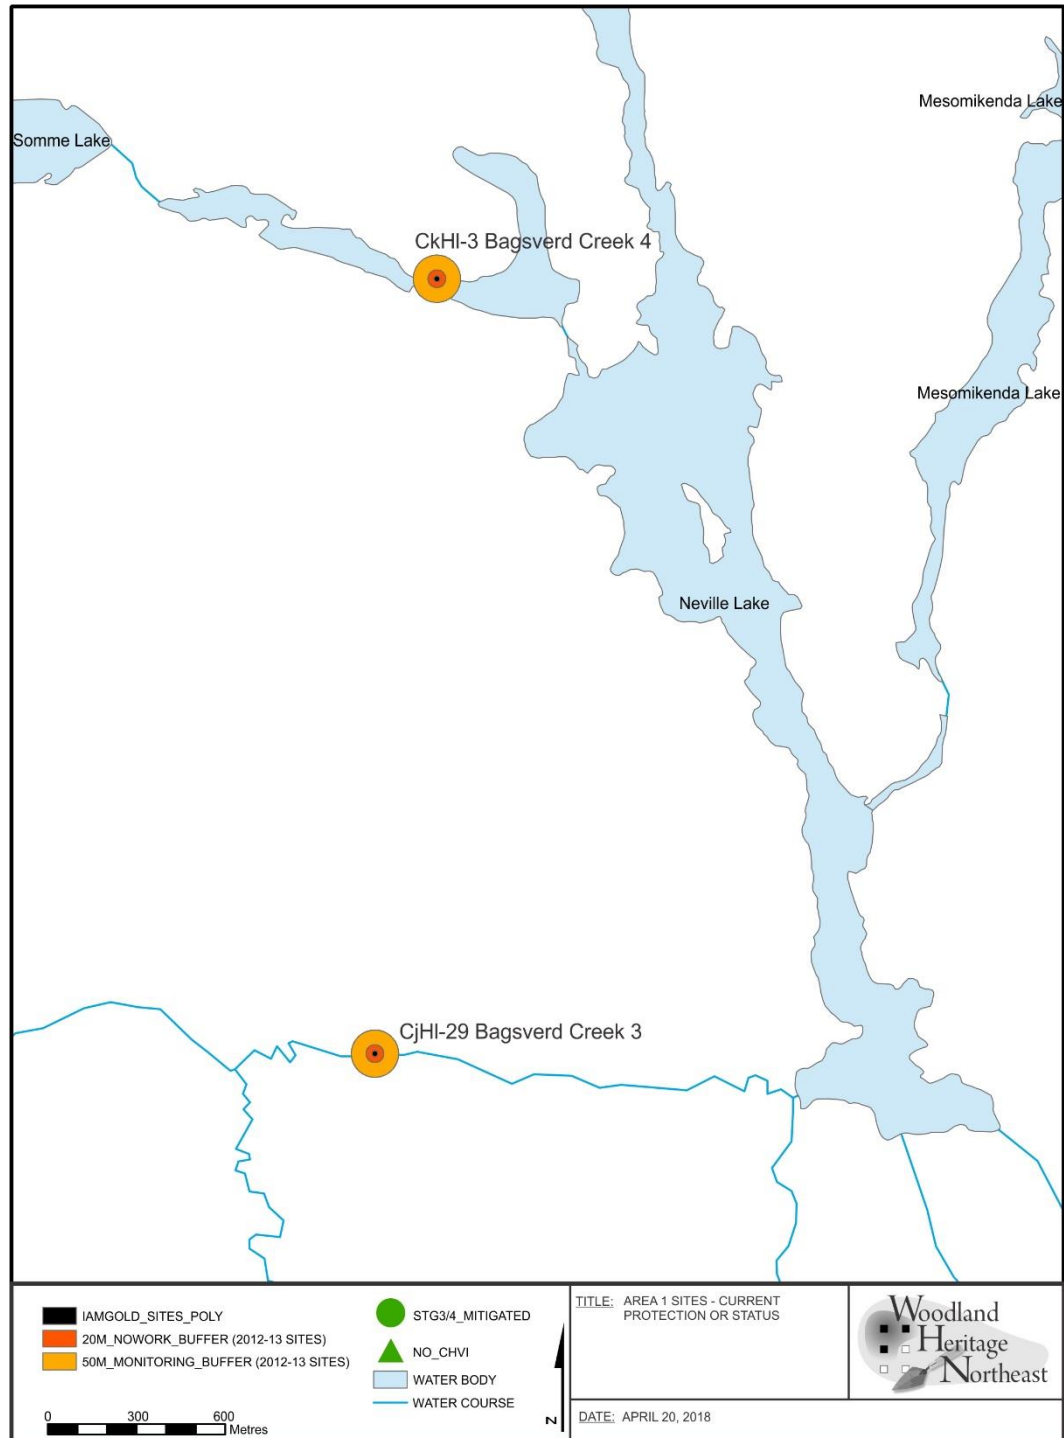 Mesomikenda Lake
Somme Lake
CkHl-3 Bagsverd Creek 4
Mesomikenda Lake
Neville Lake
CjHl-29 Bagsverd Creek 3
IAMGOLD_SITES_POLY
20M_NOWORK_BUFFER (2012-13 SITES)
50M_MONITORING_BUFFER (2012-13 SITES)
0 300 600
Metres
STG3/4_MITIGATED
NO_CHVI
WATER BODY
WATER COURSE
N
TITLE: AREA 1 SITES - CURRENT
PROTECTION OR STATUS
DATE: APRIL 20, 2018
Woodland
Heritage
Northeast